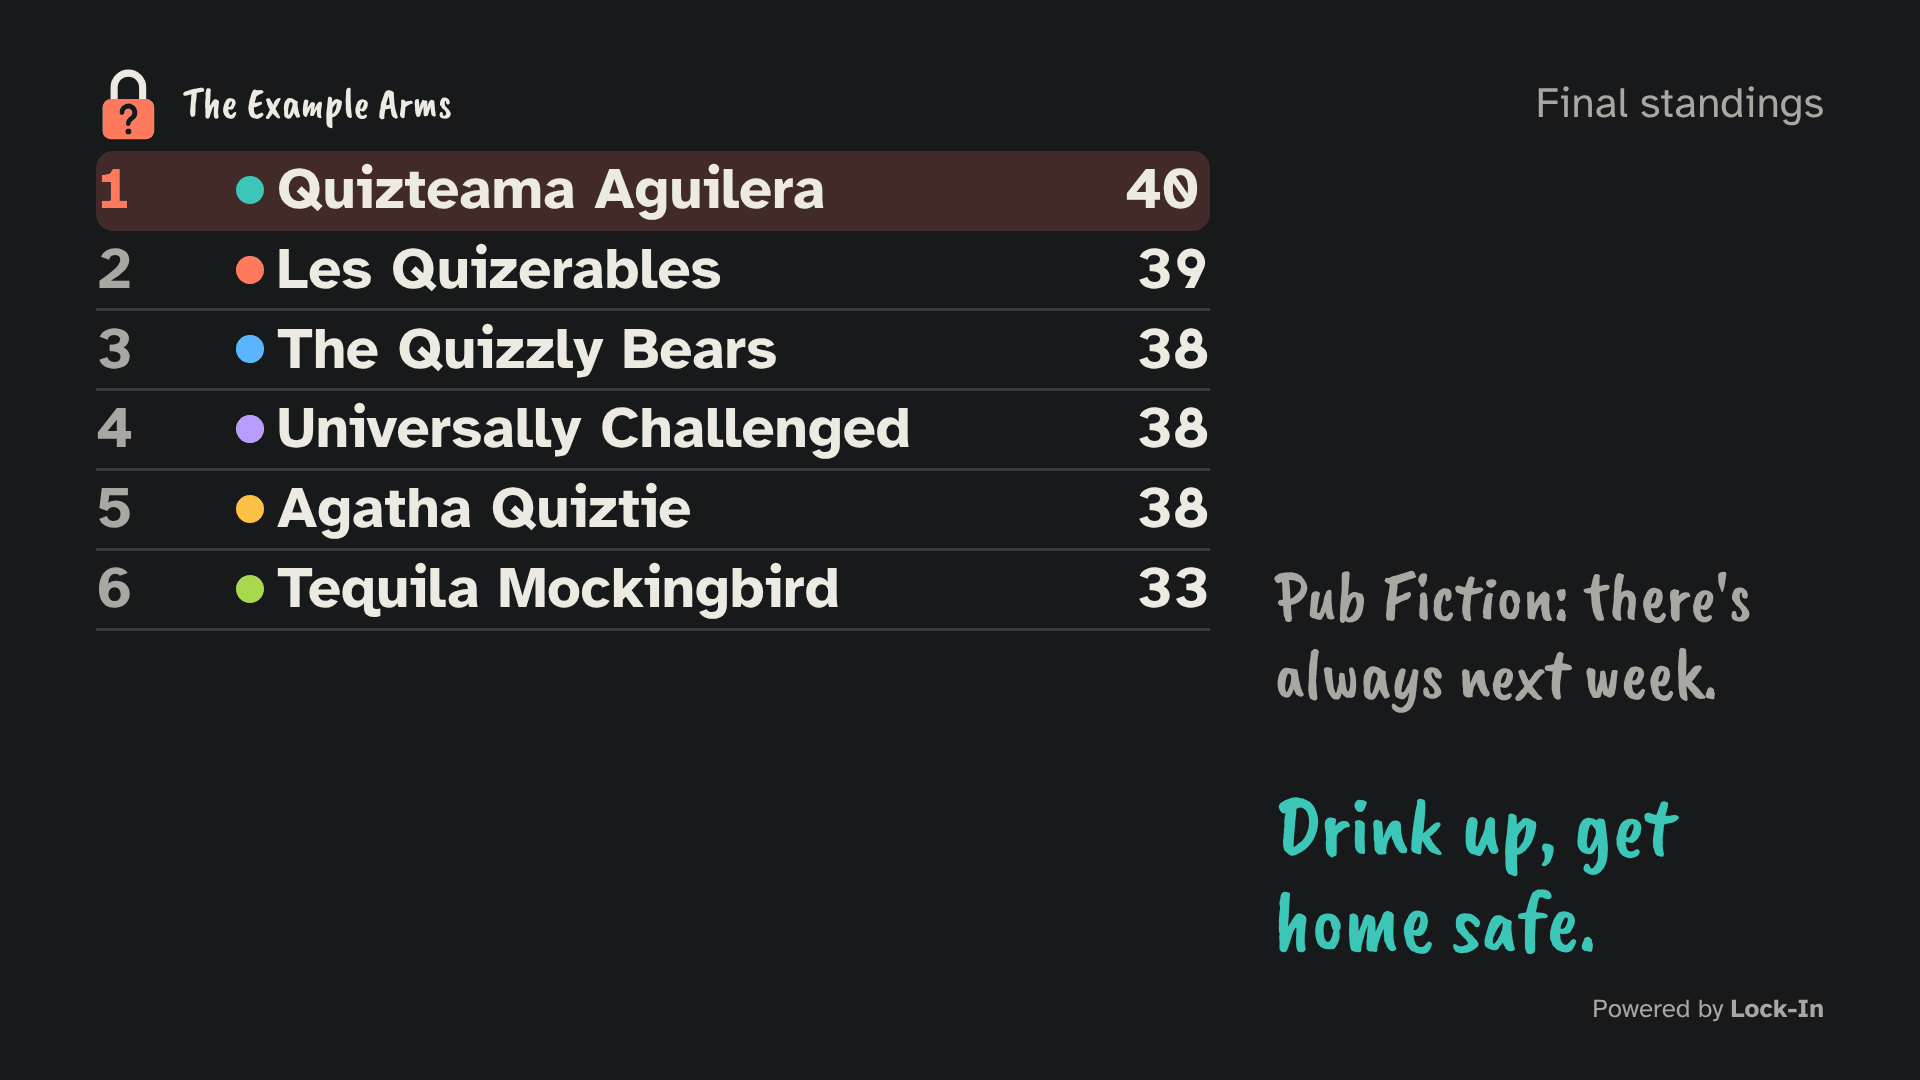 ?
The Example Arms
Final standings
1 Quizteama Aguilera 40
2 Les Quizerables 39
3 The Quizzly Bears 38
4 Universally Challenged 38
5 Agatha Quiztie 38
6 Tequila Mockingbird 33
Pub Fiction: there's
always next week.
Drink up, get
home safe.
Powered by Lock-In